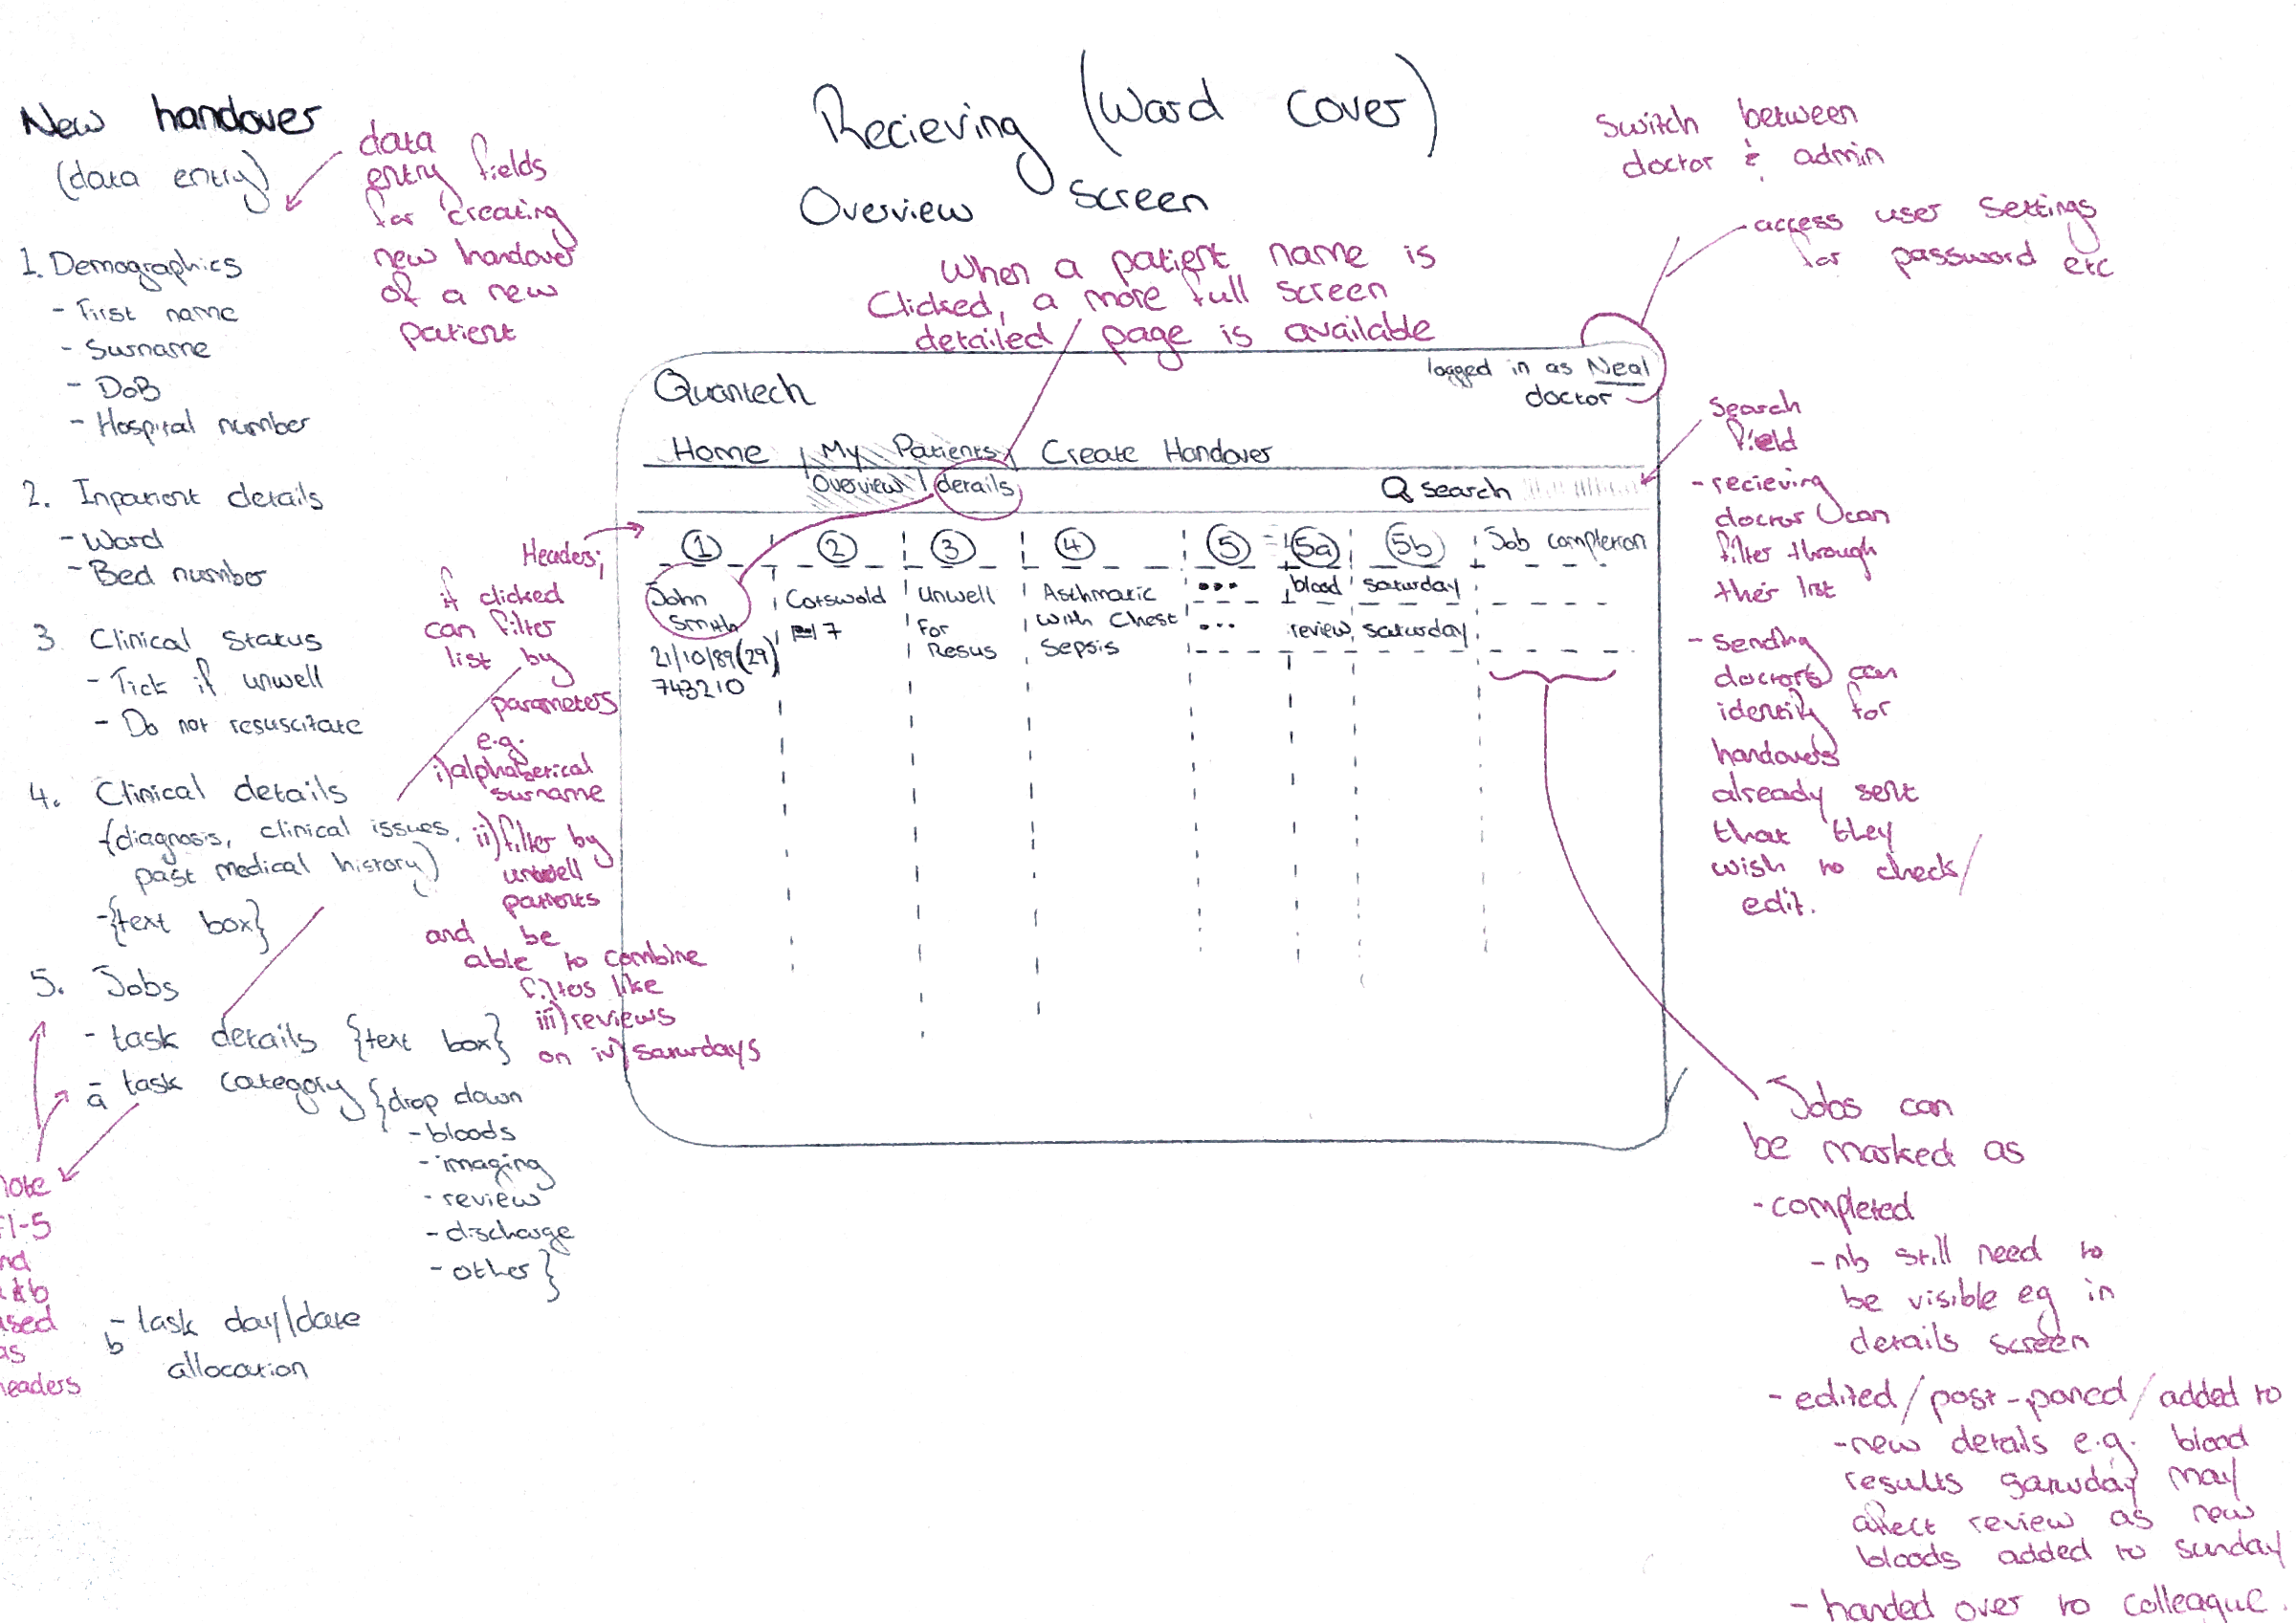 New handover
(data entry)
data
entry fields
for creating
new handover
of a new
patient
1. Demographics
- First name
- Surname
- DoB
- Hospital number
2. Inpatient details
- Ward
- Bed number
3 Clinical Status
- Tick if unwell
- Do not resuscitate
4. Clinical details
- (diagnosis, clinical issues,
past medical history)
- {text box}
5. Jobs
- task details {text box}
a - task category {drop down
- bloods
- imaging
- review
- discharge
- other }
b - task day/date
allocation
note
1-5
nd
a+b
used
as
headers
Recieving (Ward Cover)
Overview Screen
When a patient name is
Clicked, a more full screen
detailed page is available
Switch between
doctor & admin
access user settings
for password etc
Headers;
if clicked
can filter
list by
parameters
e.g.
i) alphabetical
surname
ii) filter by
unwell
patients
and be
able to combine
filters like
iii) reviews
on iv) saturdays
Quantech
logged in as Neal
doctor
Home | My Patients | Create Handover
Overview | details
search
1 2 3 4 5 5a 5b Job completion
John Cotswold Unwell Asthmatic ... blood saturday
Smith 7 For with Chest ... review saturday
21/10/89(29) Resus Sepsis
743210
Search
field
- recieving
doctor can
filter through
their list
- sending
doctors can
identify for
handovers
already sent
that they
wish to check/
edit.
Jobs can
be marked as
- completed
- nb still need to
be visible eg in
details screen
- edited / post-poned / added to
- new details e.g. blood
results saturday may
affect review as new
bloods added to sunday
- handed over to colleague.